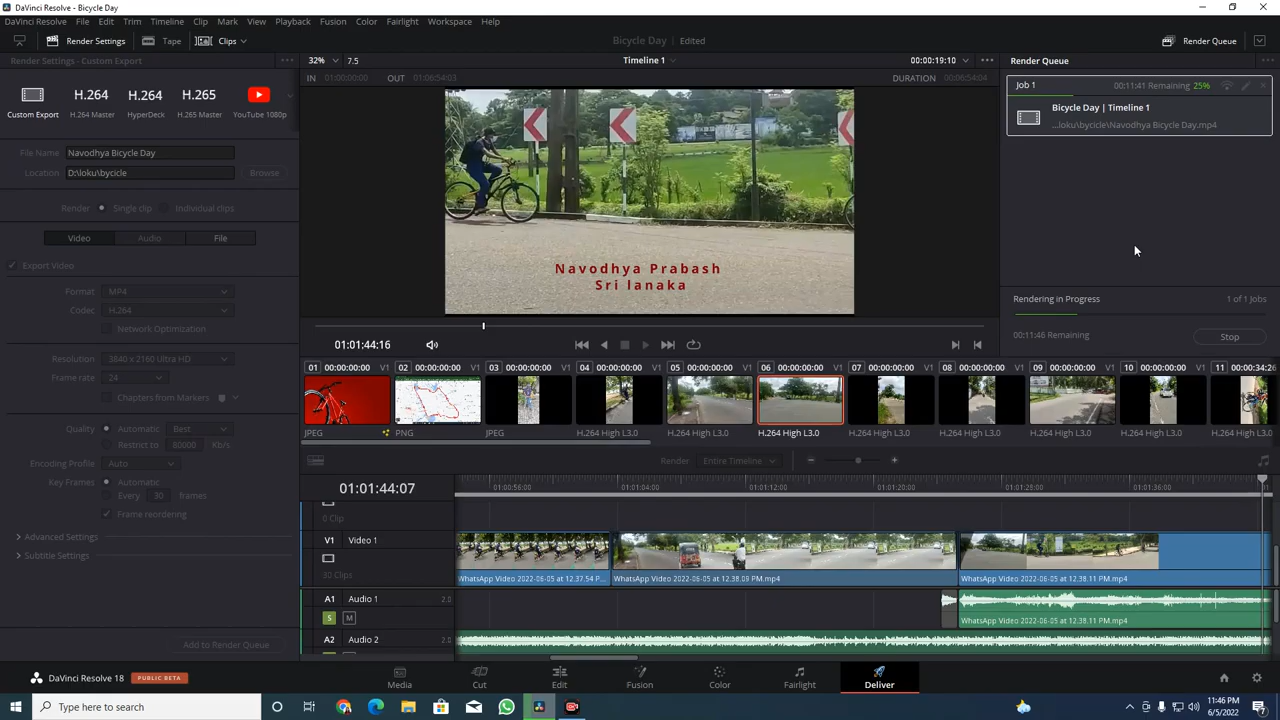 DaVinci Resolve - Bicycle Day
DaVinci Resolve File Edit Trim Timeline Clip Mark View Playback Fusion Color Fairlight Workspace Help
Render Settings Tape Clips Bicycle Day Edited Render Queue
Render Settings - Custom Export
32% 7.5 Timeline 1 00:00:19:10
Render Queue
IN 01:00:00:00 OUT 01:06:54:03 DURATION 00:06:54:04
Job 1 00:11:41 Remaining 25%
Bicycle Day | Timeline 1
...loku\bycicle\Navodhya Bicycle Day.mp4
H.264 H.264 H.265
Custom Export H.264 Master HyperDeck H.265 Master YouTube 1080p
File Name Navodhya Bicycle Day
Location D:\loku\bycicle Browse
Render Single clip Individual clips
Video Audio File
Export Video
Format MP4
Codec H.264
Network Optimization
Resolution 3840 x 2160 Ultra HD
Frame rate 24
Chapters from Markers
Quality Automatic Best
Restrict to 80000 Kb/s
Encoding Profile Auto
Key Frames Automatic
Every 30 frames
Frame reordering
Advanced Settings
Subtitle Settings
Add to Render Queue
Navodhya Prabash
Sri lanaka
Rendering in Progress 1 of 1 Jobs
00:11:46 Remaining Stop
01:01:44:16
01 00:00:00:00 V1 02 00:00:00:00 V1 03 00:00:00:00 V1 04 00:00:00:00 V1 05 00:00:00:00 V1 06 00:00:00:00 V1 07 00:00:00:00 V1 08 00:00:00:00 V1 09 00:00:00:00 V1 10 00:00:00:00 V1 11 00:00:34:26
JPEG PNG JPEG H.264 High L3.0 H.264 High L3.0 H.264 High L3.0 H.264 High L3.0 H.264 High L3.0 H.264 High L3.0 H.264 High L3.0 H.264 High L3.0
Render Entire Timeline
01:01:44:07 01:00:56:00 01:01:04:00 01:01:12:00 01:01:20:00 01:01:28:00 01:01:36:00
0 Clip
V1 Video 1
30 Clips
WhatsApp Video 2022-06-05 at 12.37.54 P... WhatsApp Video 2022-06-05 at 12.38.09 PM.mp4 WhatsApp Video 2022-06-05 at 12.38.11 PM.mp4
A1 Audio 1 2.0
S M
WhatsApp Video 2022-06-05 at 12.38.11 PM.mp4
A2 Audio 2 2.0
DaVinci Resolve 18 PUBLIC BETA
Media Cut Edit Fusion Color Fairlight Deliver
Type here to search
11:46 PM
6/5/2022